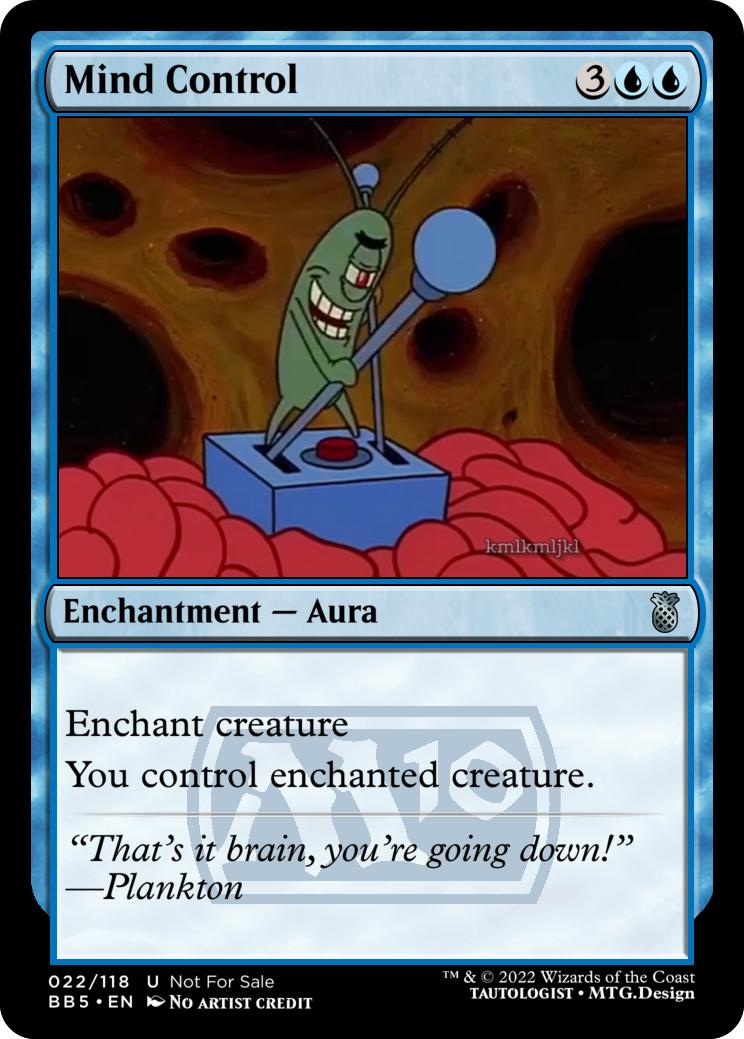 Mind Control 3
kmlkmljkl
Enchantment — Aura
Enchant creature
You control enchanted creature.
“That’s it brain, you’re going down!”
—Plankton
022/118 U Not For Sale
BB5 • EN No artist credit
™ & © 2022 Wizards of the Coast
TAUTOLOGIST • MTG.Design